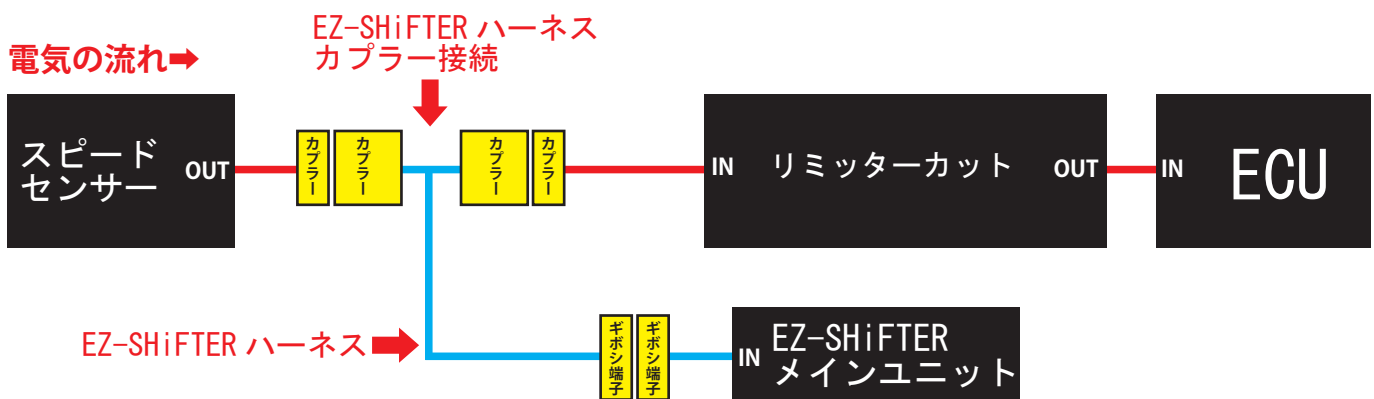 EZ-SHiFTER ハーネス
カプラー接続
電気の流れ➡
スピード
センサー
OUT
カプラー
カプラー
カプラー
カプラー
IN
リミッターカット
OUT
IN
ECU
EZ-SHiFTER ハーネス
ギボシ端子
ギボシ端子
IN
EZ-SHiFTER
メインユニット